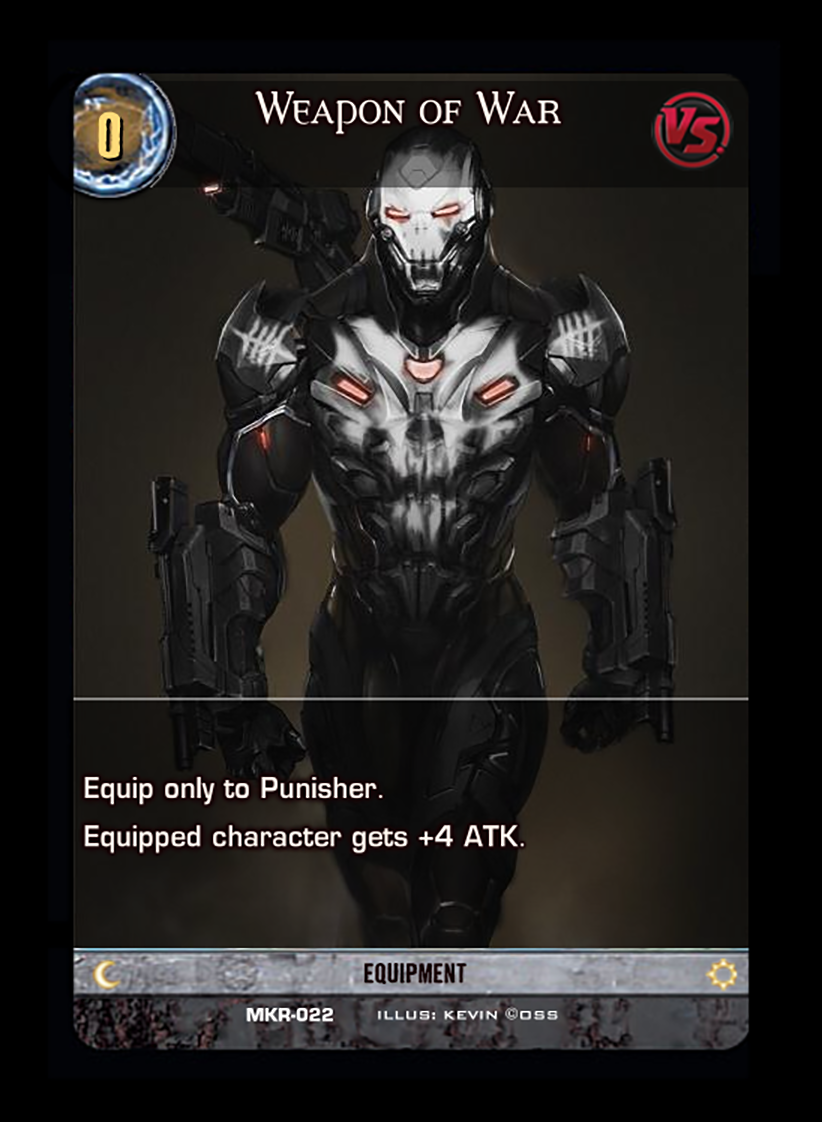 0
Weapon of War
VS.
Equip only to Punisher.
Equipped character gets +4 ATK.
EQUIPMENT
MKR-022 ILLUS: KEVIN ©OSS